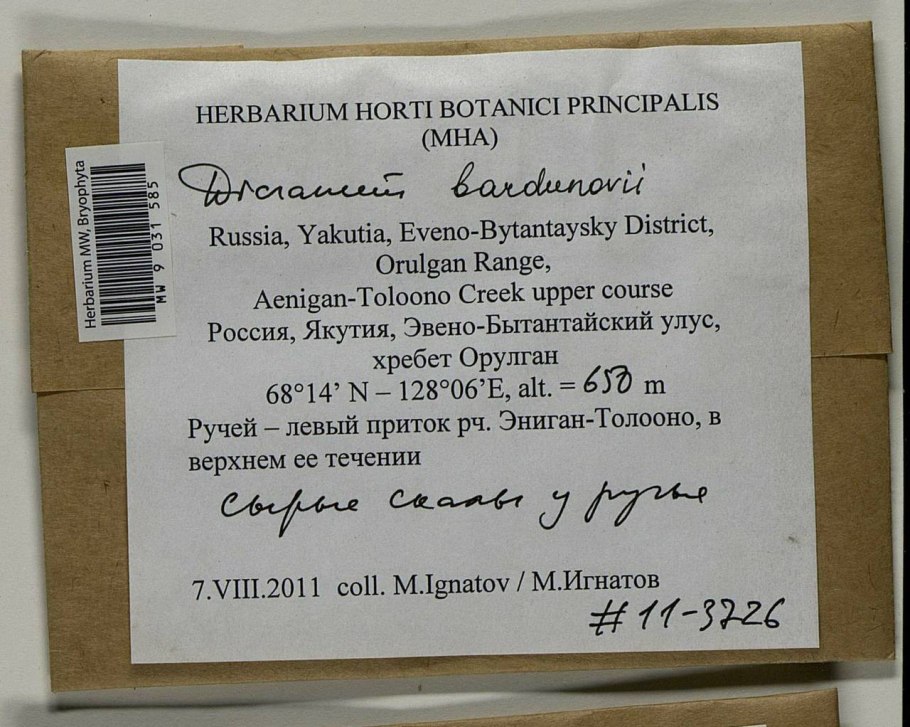 HERBARIUM HORTI BOTANICI PRINCIPALIS
(MHA)
Dicranum bardunovii
Russia, Yakutia, Eveno-Bytantaysky District,
Orulgan Range,
Aenigan-Toloono Creek upper course
Россия, Якутия, Эвено-Бытантайский улус,
хребет Орулган
68°14’ N – 128°06’E, alt. = 650 m
Ручей – левый приток рч. Эниган-Толооно, в
верхнем ее течении
сырые скалы у ручья
7.VIII.2011 coll. M.Ignatov / М.Игнатов
# 11-3726
Herbarium MW, Bryophyta
MW 9 031 585